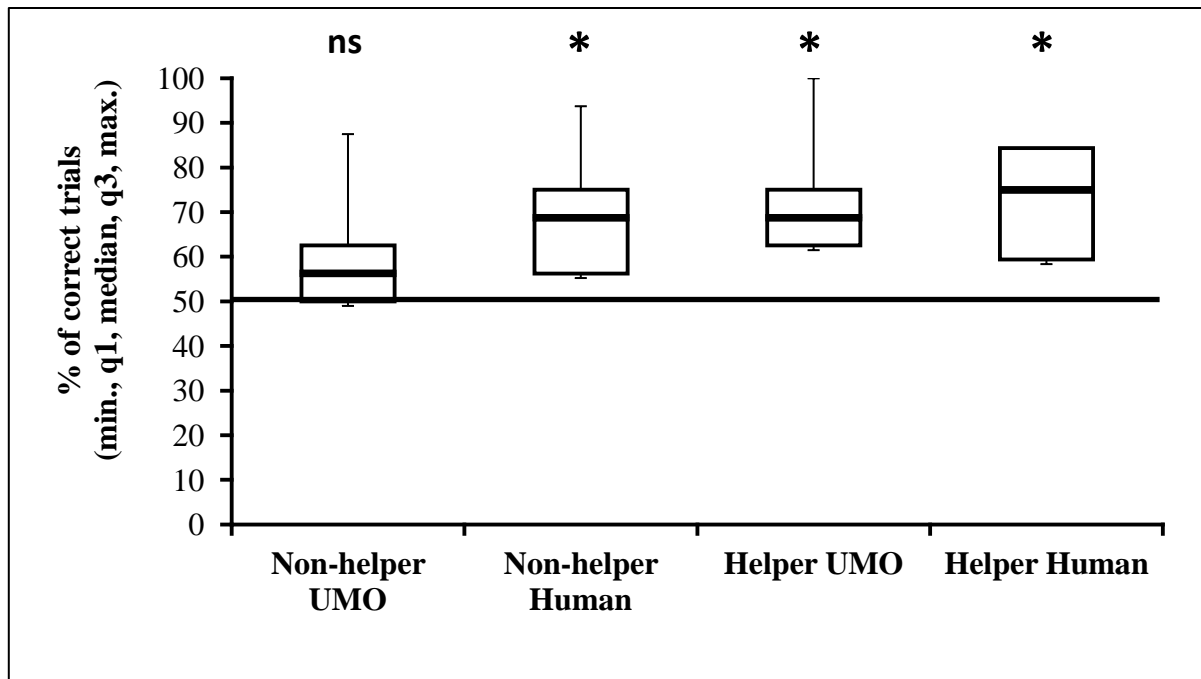 ns * * *
% of correct trials
(min., q1, median, q3, max.)
100
90
80
70
60
50
40
30
20
10
0
Non-helper UMO
Non-helper Human
Helper UMO
Helper Human